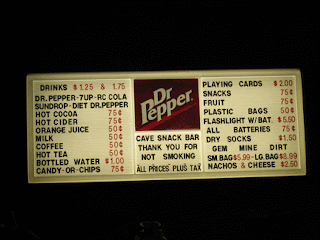 DRINKS $1.25 & 1.75
DR. PEPPER-7UP-RC COLA
SUNDROP-DIET DR.PEPPER
HOT COCOA 75¢
HOT CIDER 75¢
ORANGE JUICE 50¢
MILK 50¢
COFFEE 50¢
HOT TEA 50¢
BOTTLED WATER $1.00
CANDY-OR-CHIPS 75¢
Dr Pepper
CAVE SNACK BAR
THANK YOU FOR
NOT SMOKING
ALL PRICES PLUS TAX
PLAYING CARDS $2.00
SNACKS 75¢
FRUIT 75¢
PLASTIC BAGS 50¢
FLASHLIGHT W/BAT. $5.50
ALL BATTERIES 75¢
DRY SOCKS $1.50
GEM MINE DIRT
SM BAG $5.99-LG BAG $8.99
NACHOS & CHEESE $2.50